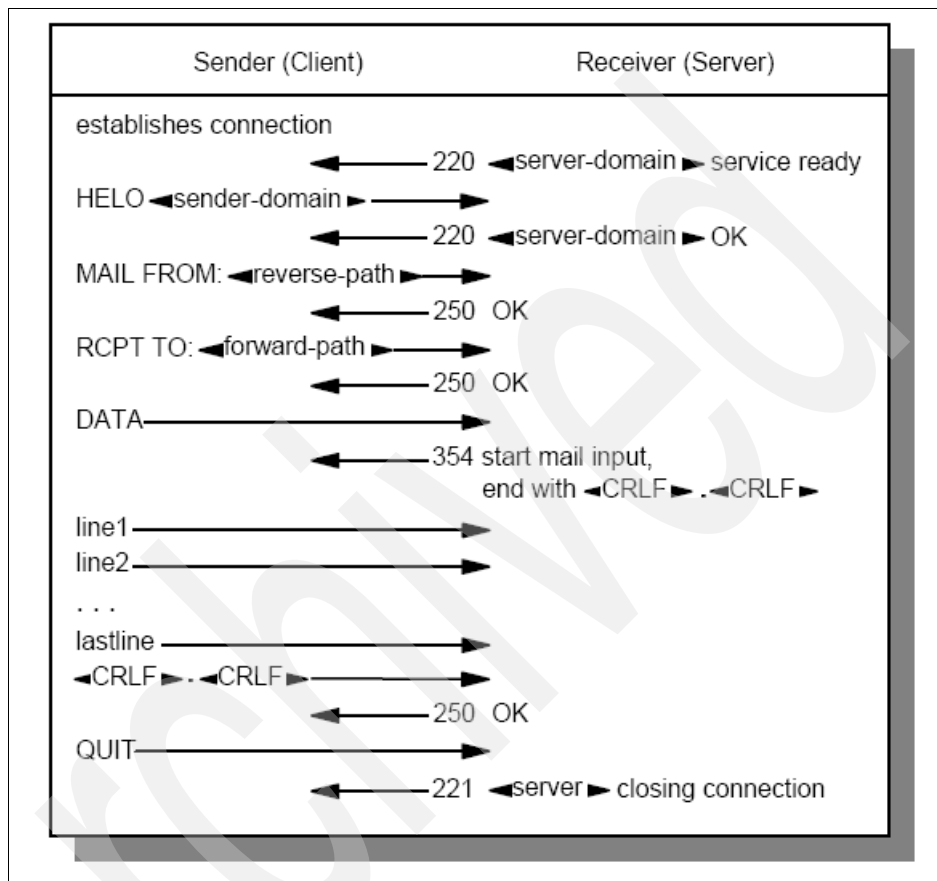 Sender (Client) Receiver (Server)
establishes connection
220 ◄server-domain► service ready
HELO ◄sender-domain►
220 ◄server-domain► OK
MAIL FROM: ◄reverse-path►
250 OK
RCPT TO: ◄forward-path►
250 OK
DATA
354 start mail input,
end with ◄CRLF► . ◄CRLF►
line1
line2
. . .
lastline
◄CRLF► . ◄CRLF►
250 OK
QUIT
221 ◄server► closing connection
rchived